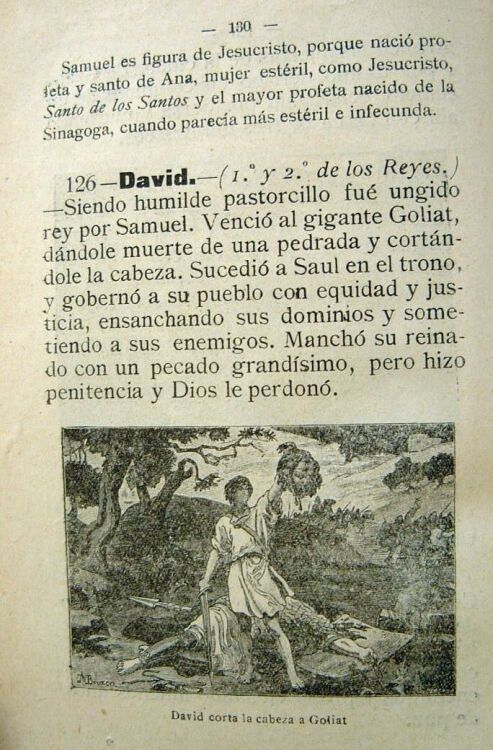 — 130 —
Samuel es figura de Jesucristo, porque nació pro-
feta y santo de Ana, mujer estéril, como Jesucristo,
Santo de los Santos y el mayor profeta nacido de la
Sinagoga, cuando parecía más estéril e infecunda.
126—David.—(1.º y 2.º de los Reyes.)
—Siendo humilde pastorcillo fué ungido
rey por Samuel. Venció al gigante Goliat,
dándole muerte de una pedrada y cortán-
dole la cabeza. Sucedió a Saul en el trono,
y gobernó a su pueblo con equidad y jus-
ticia, ensanchando sus dominios y some-
tiendo a sus enemigos. Manchó su reina-
do con un pecado grandísimo, pero hizo
penitencia y Dios le perdonó.
David corta la cabeza a Goliat